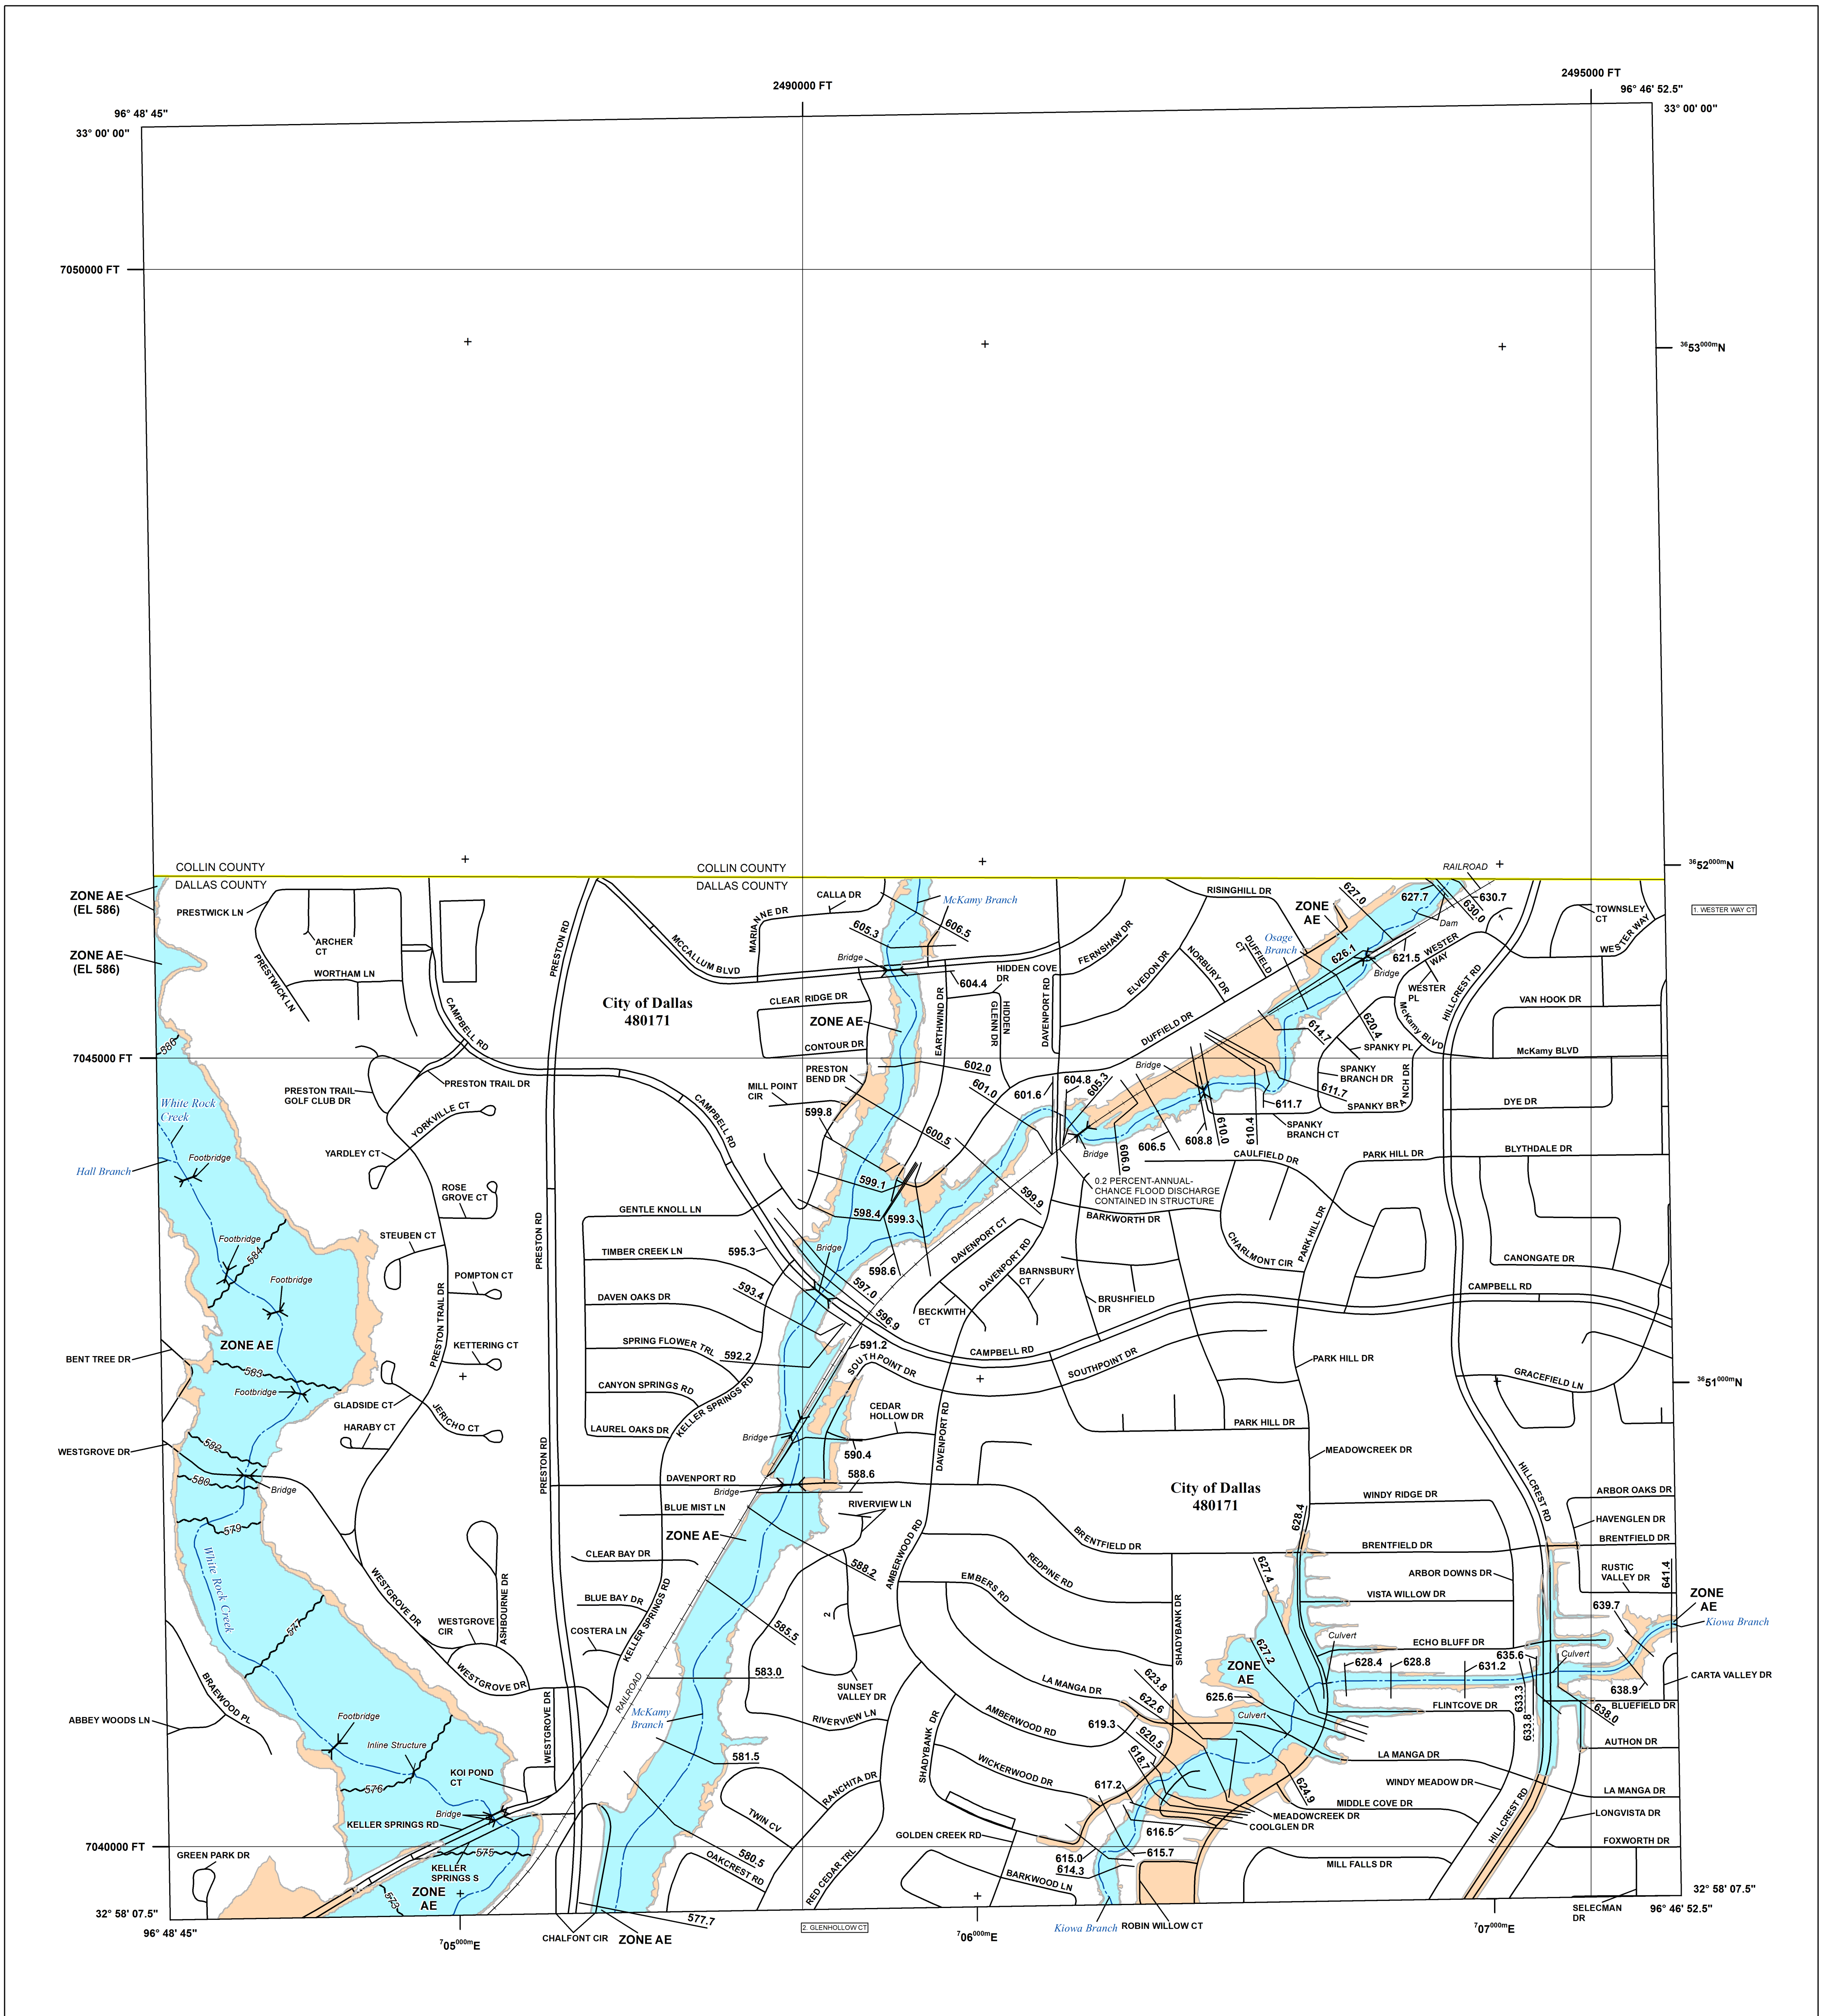 2490000 FT
2495000 FT
96° 48' 45"
33° 00' 00"
96° 46' 52.5"
33° 00' 00"
7050000 FT
3653000mN
COLLIN COUNTY
DALLAS COUNTY
COLLIN COUNTY
DALLAS COUNTY
RAILROAD
3652000mN
ZONE AE
(EL 586)
PRESTWICK LN
ARCHER
CT
WORTHAM LN
PRESTWICK LN
ZONE AE
(EL 586)
CAMPBELL RD
PRESTON RD
MCCALLUM BLVD
MARIANNE DR
CALLA DR
605.3
606.5
McKamy Branch
Bridge
604.4
HIDDEN COVE
DR
FERNSHAW DR
ELVEDON DR
NORBURY DR
DUFFIELD
CT
RISINGHILL DR
ZONE
AE
Osage
Branch
627.0
627.7
630.0
630.7
Dam
1
626.1
621.5
Bridge
WESTER
WAY
WESTER
PL
HILLCREST RD
TOWNSLEY
CT
WESTER WAY
1. WESTER WAY CT
VAN HOOK DR
McKamy BLVD
McKamy BLVD
City of Dallas
480171
CLEAR RIDGE DR
ZONE AE
CONTOUR DR
EARTHWIND DR
HIDDEN
GLENN DR
DAVENPORT RD
DUFFIELD DR
620.4
614.7
SPANKY PL
SPANKY
BRANCH DR
SPANKY BRANCH DR
611.7
611.7
SPANKY
BRANCH CT
DYE DR
7045000 FT
586
PRESTON TRAIL
GOLF CLUB DR
PRESTON TRAIL DR
YORKVILLE CT
YARDLEY CT
White Rock
Creek
Hall Branch
Footbridge
PRESTON
BEND DR
MILL POINT
CIR
599.8
602.0
601.0
600.5
601.6
604.8
605.3
Bridge
606.0
606.5
Bridge
608.8
610.0
610.4
599.9
0.2 PERCENT-ANNUAL-
CHANCE FLOOD DISCHARGE
CONTAINED IN STRUCTURE
CAULFIELD DR
PARK HILL DR
BLYTHDALE DR
CAMPBELL RD
ROSE
GROVE CT
STEUBEN CT
POMPTON CT
KETTERING CT
Footbridge
584
Footbridge
PRESTON TRAIL DR
PRESTON RD
GENTLE KNOLL LN
TIMBER CREEK LN
DAVEN OAKS DR
SPRING FLOWER TRL
CANYON SPRINGS RD
LAUREL OAKS DR
KELLER SPRINGS RD
595.3
593.4
592.2
599.1
598.4
599.3
598.6
597.0
596.9
Bridge
591.2
SOUTHPOINT DR
DAVENPORT CT
DAVENPORT RD
BECKWITH
CT
BARNSBURY
CT
BARKWORTH DR
BRUSHFIELD
DR
CHARLMONT CIR
PARK HILL DR
CANONGATE DR
CAMPBELL RD
CAMPBELL RD
SOUTHPOINT DR
PARK HILL DR
GRACEFIELD LN
3651000mN
BENT TREE DR
ZONE AE
583
Footbridge
GLADSIDE CT
HARABY CT
JERICHO CT
WESTGROVE DR
582
580
Bridge
579
CEDAR
HOLLOW DR
Bridge
590.4
588.6
DAVENPORT RD
Bridge
DAVENPORT RD
PRESTON RD
PARK HILL DR
MEADOWCREEK DR
City of Dallas
480171
WINDY RIDGE DR
HILLCREST RD
ARBOR OAKS DR
HAVENGLEN DR
BRENTFIELD DR
BLUE MIST LN
ZONE AE
RIVERVIEW LN
588.2
AMBERWOOD RD
BRENTFIELD DR
REDPINE RD
EMBERS RD
628.4
627.4
BRENTFIELD DR
ARBOR DOWNS DR
VISTA WILLOW DR
RUSTIC
VALLEY DR
641.4
639.7
ZONE
AE
Kiowa Branch
White Rock Creek
577
WESTGROVE DR
WESTGROVE
CIR
ASHBOURNE DR
CLEAR BAY DR
BLUE BAY DR
COSTERA LN
KELLER SPRINGS RD
2
585.5
583.0
SUNSET
VALLEY DR
RIVERVIEW LN
SHADYBANK DR
LA MANGA DR
623.8
622.6
ZONE
AE
627.2
625.6
Culvert
Culvert
628.4
628.8
631.2
ECHO BLUFF DR
635.6
Culvert
633.3
633.8
638.9
638.0
FLINTCOVE DR
CARTA VALLEY DR
BLUEFIELD DR
AUTHON DR
BRAEWOOD PL
ABBEY WOODS LN
WESTGROVE DR
WESTGROVE DR
Footbridge
Inline Structure
576
KOI POND
CT
RAILROAD
McKamy
Branch
581.5
SHADYBANK DR
AMBERWOOD RD
WICKERWOOD DR
619.3
620.5
618.7
617.2
624.9
LA MANGA DR
WINDY MEADOW DR
MIDDLE COVE DR
LA MANGA DR
LONGVISTA DR
FOXWORTH DR
HILLCREST RD
MEADOWCREEK DR
COOLGLEN DR
616.5
615.7
615.0
614.3
Bridge
KELLER SPRINGS RD
7040000 FT
GREEN PARK DR
575
KELLER
SPRINGS S
573
ZONE
AE
580.5
TWIN CV
RANCHITA DR
OAKCREST RD
RED CEDAR TRL
GOLDEN CREEK RD
BARKWOOD LN
MILL FALLS DR
577.7
32° 58' 07.5"
96° 48' 45"
705000mE
CHALFONT CIR
ZONE AE
2. GLENHOLLOW CT
706000mE
Kiowa Branch
ROBIN WILLOW CT
707000mE
SELECMAN
DR
32° 58' 07.5"
96° 46' 52.5"